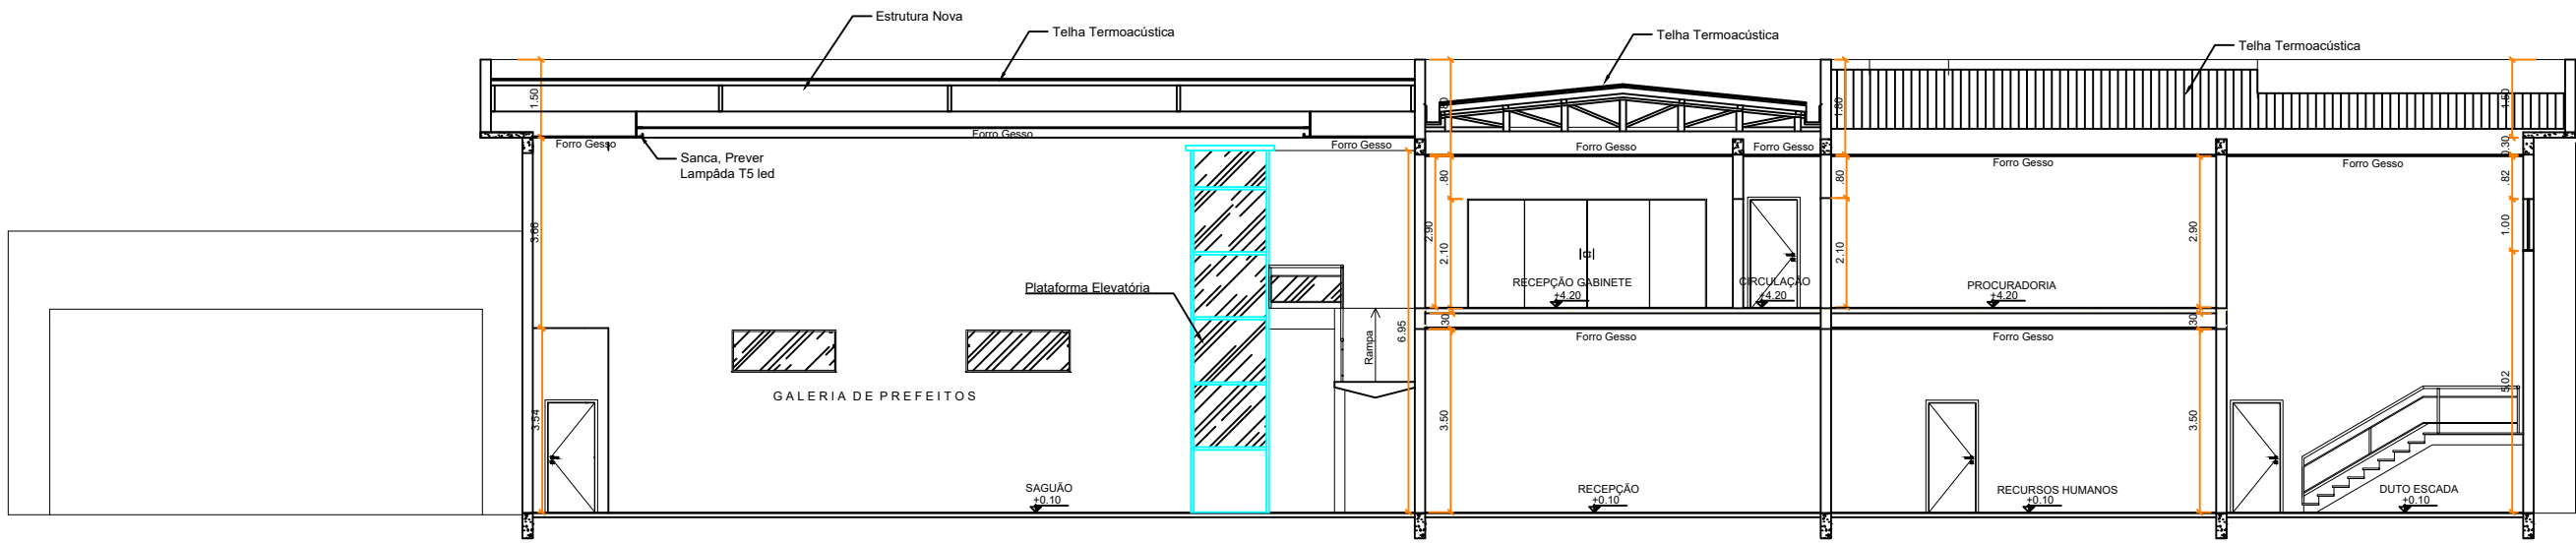 Estrutura Nova
Telha Termoacústica
Telha Termoacústica
Telha Termoacústica
1.50
.80
1.80
1.50
Forro Gesso
Forro Gesso
Forro Gesso
Forro Gesso
Forro Gesso
Forro Gesso
Forro Gesso
0.30
Sanca, Prever
Lampâda T5 led
.80
.80
.82
3.66
2.90
2.10
2.10
2.90
1.00
Plataforma Elevatória
RECEPÇÃO GABINETE
+4.20
CIRCULAÇÃO
+4.20
PROCURADORIA
+4.20
.30
.30
Rampa
6.95
Forro Gesso
Forro Gesso
GALERIA DE PREFEITOS
3.54
3.50
3.50
5.02
SAGUÃO
+0.10
RECEPÇÃO
+0.10
RECURSOS HUMANOS
+0.10
DUTO ESCADA
+0.10